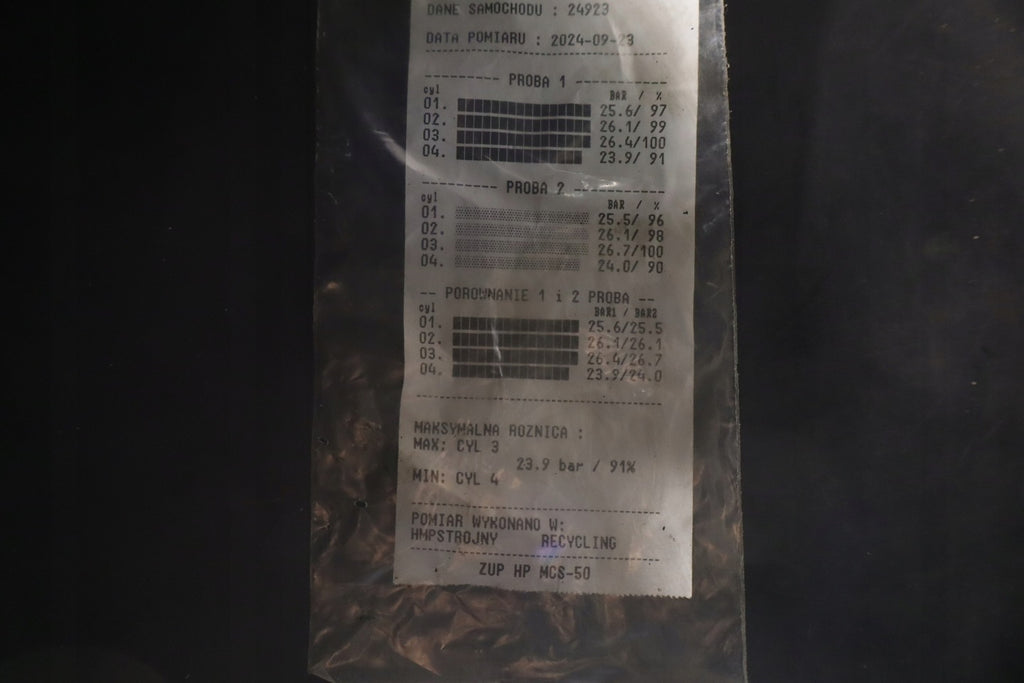 DANE SAMOCHODU : 24923
DATA POMIARU : 2024-09-23
PROBA 1
cyl BAR / %
01. 25.6/ 97
02. 26.1/ 99
03. 26.4/100
04. 23.9/ 91
PROBA 2
cyl BAR / %
01. 25.5/ 96
02. 26.1/ 98
03. 26.7/100
04. 24.0/ 90
-- POROWNANIE 1 i 2 PROBA --
cyl BAR1 / BAR2
01. 25.6/25.5
02. 26.1/26.1
03. 26.4/26.7
04. 23.9/24.0
MAKSYMALNA ROZNICA :
MAX: CYL 3
23.9 bar / 91%
MIN: CYL 4
POMIAR WYKONANO W:
HMPSTROJNY RECYCLING
ZUP HP MCS-50